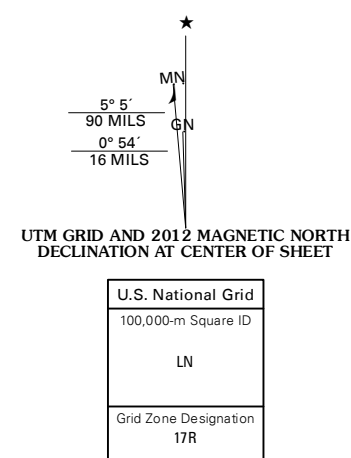 MN
5° 5´
90 MILS
GN
0° 54´
16 MILS
UTM GRID AND 2012 MAGNETIC NORTH
DECLINATION AT CENTER OF SHEET
U.S. National Grid
100,000-m Square ID
LN
Grid Zone Designation
17R